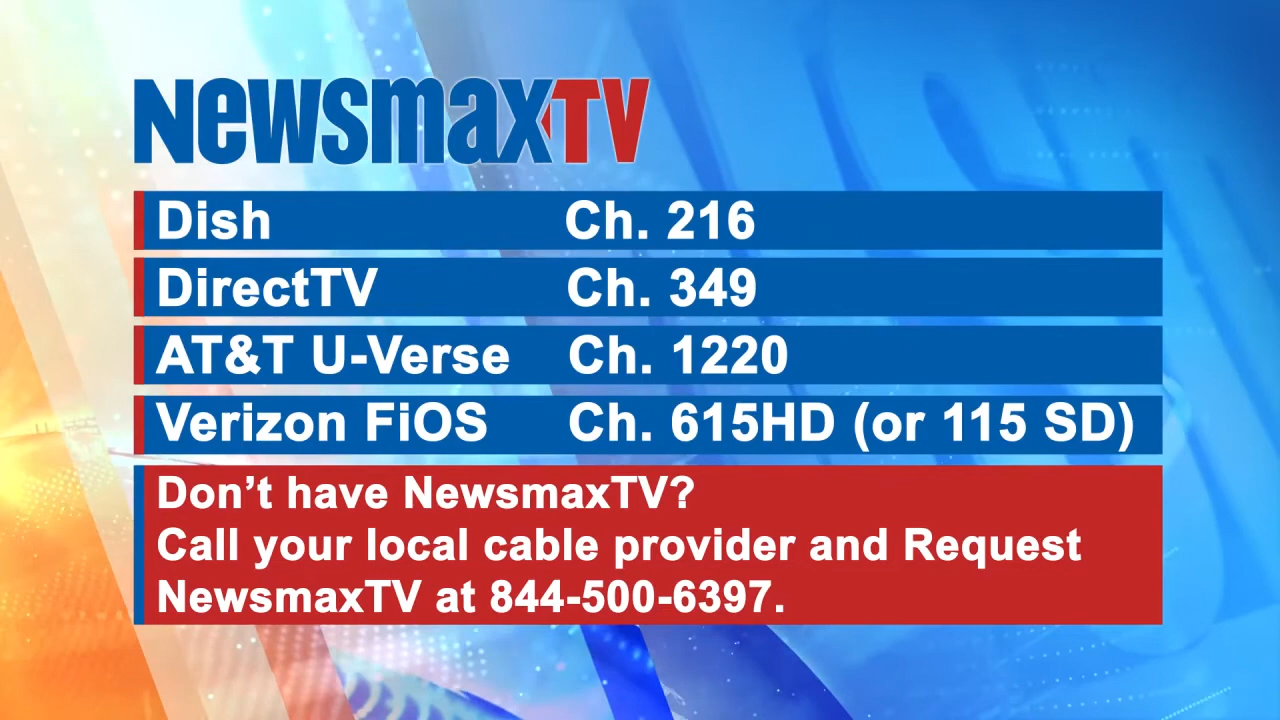 NewsmaxTV
Dish Ch. 216
DirectTV Ch. 349
AT&T U-Verse Ch. 1220
Verizon FiOS Ch. 615HD (or 115 SD)
Don’t have NewsmaxTV?
Call your local cable provider and Request
NewsmaxTV at 844-500-6397.